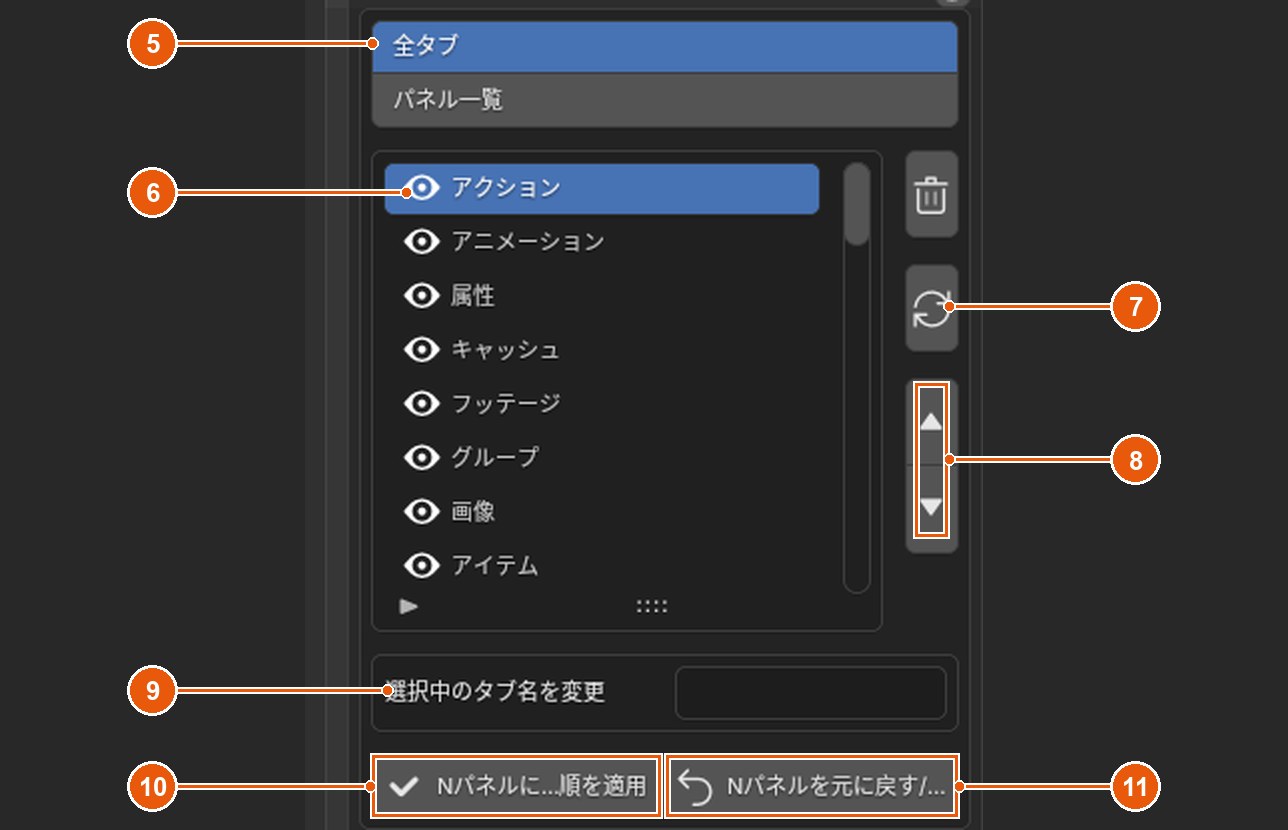 5
全タブ
パネル一覧
6
アクション
アニメーション
属性
キャッシュ
フッテージ
グループ
画像
アイテム
7
8
9
選択中のタブ名を変更
10
Nパネルに...順を適用
Nパネルを元に戻す/...
11